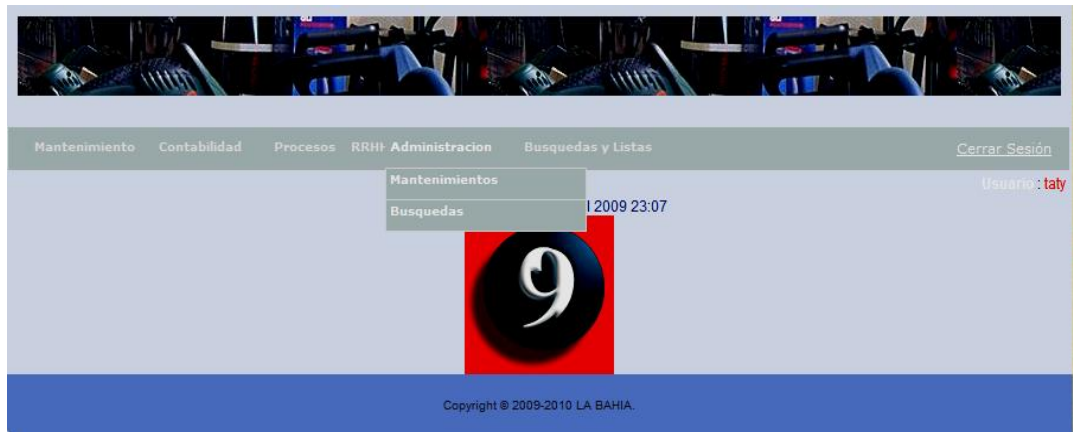 Mantenimiento Contabilidad Procesos RRHH Administracion Busquedas y Listas Cerrar Sesión
Mantenimientos
Usuario : taty
Busquedas
l 2009 23:07
9
Copyright © 2009-2010 LA BAHIA.